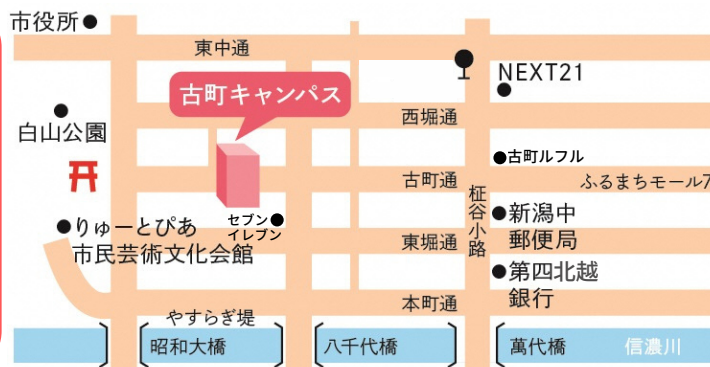 市役所
東中通
NEXT21
古町キャンパス
白山公園
西堀通
古町ルフル
古町通
ふるまちモール7
柾谷小路
りゅーとぴあ
市民芸術文化会館
セブン
イレブン
新潟中
郵便局
東堀通
第四北越
銀行
本町通
やすらぎ堤
昭和大橋
八千代橋
萬代橋
信濃川